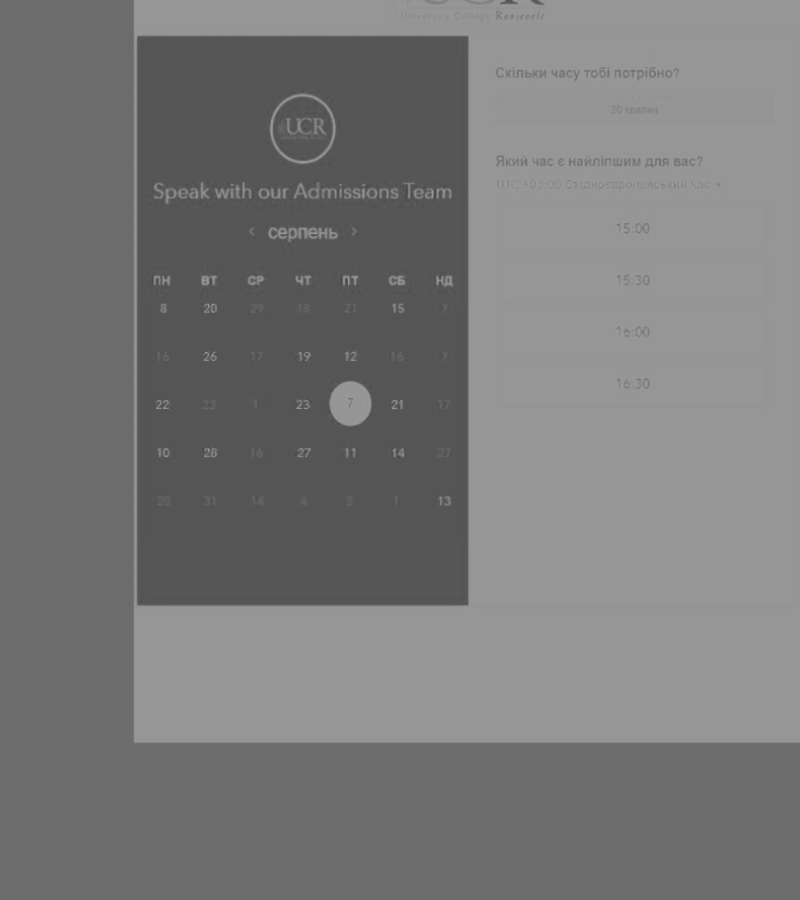 University College Roosevelt
UCR
Speak with our Admissions Team
‹ серпень ›
ПН ВТ СР ЧТ ПТ СБ НД
8 20 29 18 21 15 7
16 26 17 19 12 16 7
22 23 1 23 7 21 17
10 28 16 27 11 14 27
25 31 14 4 2 1 13
Скільки часу тобі потрібно?
30 хвилин
Який час є найліпшим для вас?
UTC +03:00 Східноєвропейський час
15:00
15:30
16:00
16:30